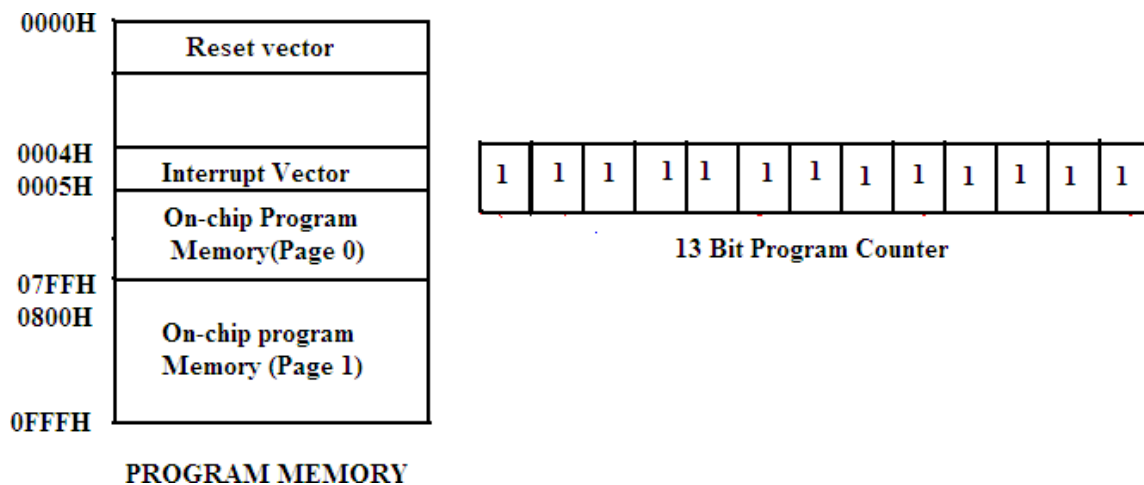 0000H
Reset vector
0004H
Interrupt Vector
0005H
On-chip Program
Memory(Page 0)
07FFH
0800H
On-chip program
Memory (Page 1)
0FFFH
PROGRAM MEMORY
1 1 1 1 1 1 1 1 1 1 1 1 1
13 Bit Program Counter